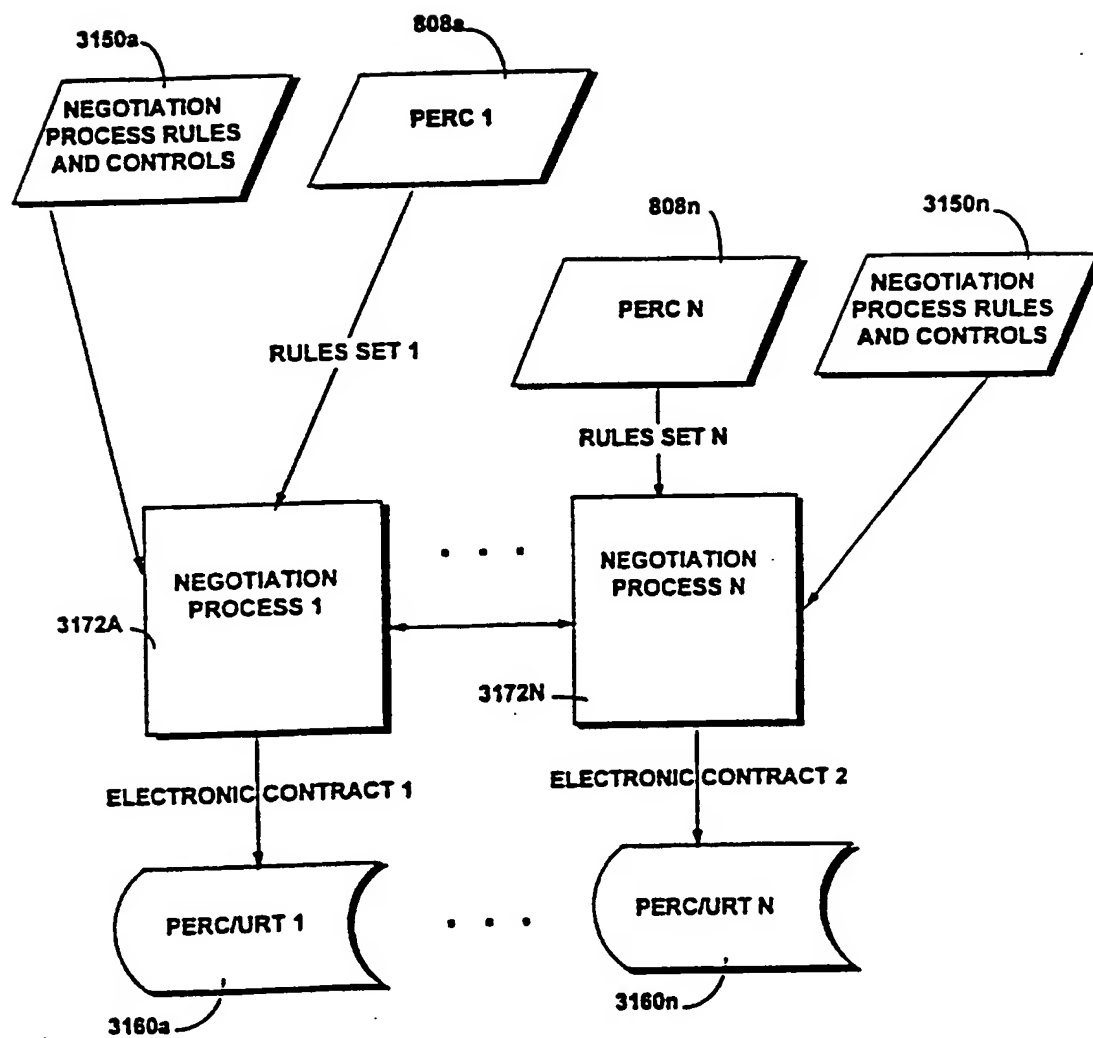 3150a
808a
NEGOTIATION
PROCESS RULES
AND CONTROLS
PERC 1
808n
3150n
PERC N
NEGOTIATION
PROCESS RULES
AND CONTROLS
RULES SET 1
RULES SET N
NEGOTIATION
PROCESS 1
NEGOTIATION
PROCESS N
3172A
3172N
ELECTRONIC CONTRACT 1
ELECTRONIC CONTRACT 2
PERC/URT 1
PERC/URT N
3160a
3160n